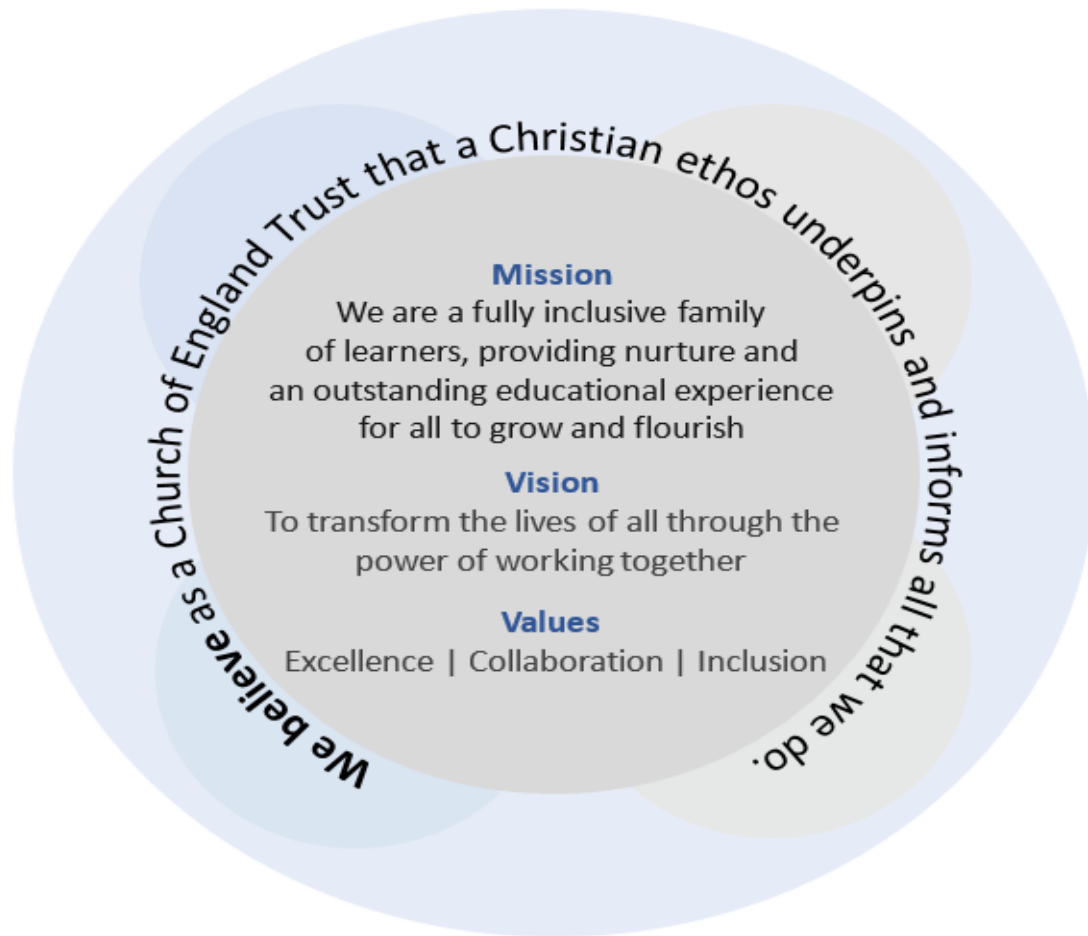 We believe as a Church of England Trust that a Christian ethos underpins and informs all that we do.
Mission
We are a fully inclusive family
of learners, providing nurture and
an outstanding educational experience
for all to grow and flourish
Vision
To transform the lives of all through the
power of working together
Values
Excellence | Collaboration | Inclusion